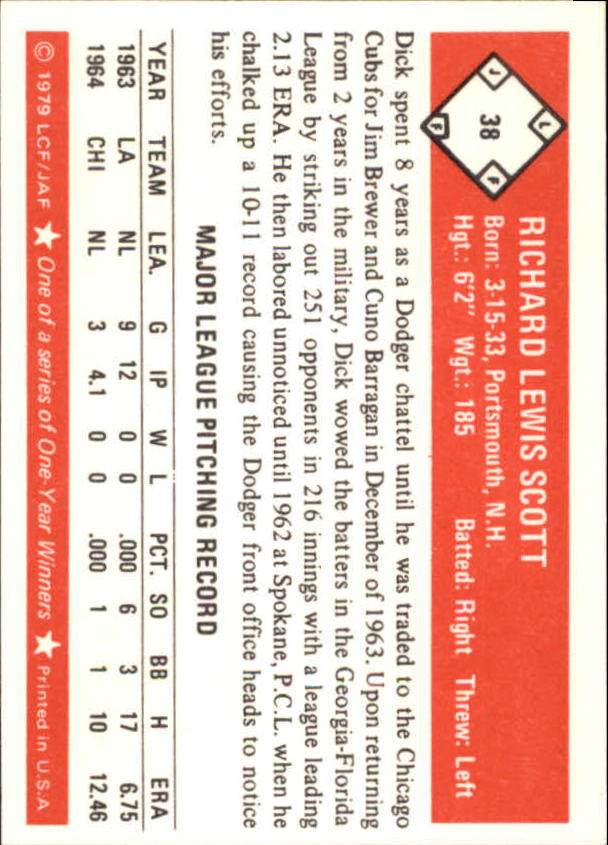 38
J
L
F
F
RICHARD LEWIS SCOTT
Born: 3-15-33, Portsmouth, N.H.
Hgt.: 6'2" Wgt.: 185 Batted: Right Threw: Left
Dick spent 8 years as a Dodger chattel until he was traded to the Chicago
Cubs for Jim Brewer and Cuno Barragan in December of 1963. Upon returning
from 2 years in the military, Dick wowed the batters in the Georgia-Florida
League by striking out 251 opponents in 216 innings with a league leading
2.13 ERA. He then labored unnoticed until 1962 at Spokane, P.C.L. when he
chalked up a 10-11 record causing the Dodger front office heads to notice
his efforts.
MAJOR LEAGUE PITCHING RECORD
YEAR TEAM LEA. G IP W L PCT. SO BB H ERA
1963 LA NL 9 12 0 0 .000 6 3 17 6.75
1964 CHI NL 3 4.1 0 0 .000 1 1 10 12.46
© 1979 LCF/JAF ★ One of a series of One-Year Winners ★ Printed in U.S.A